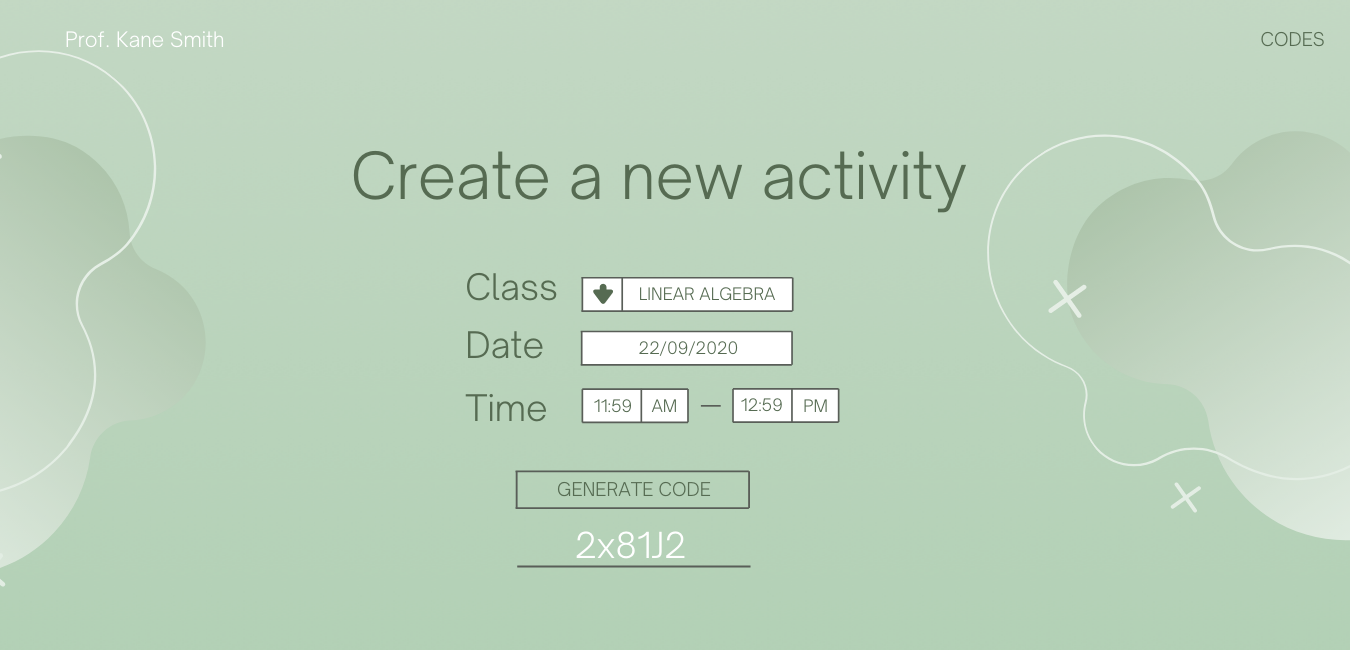 Prof. Kane Smith CODES
Create a new activity
Class LINEAR ALGEBRA
Date 22/09/2020
Time 11:59 AM — 12:59 PM
GENERATE CODE
2x81J2